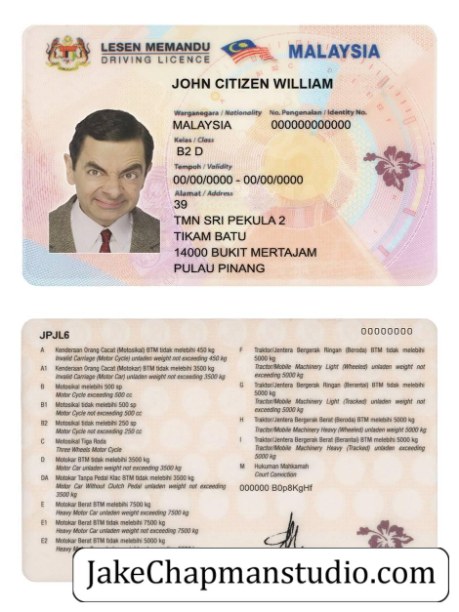 LESEN MEMANDU
DRIVING LICENCE
MALAYSIA
JOHN CITIZEN WILLIAM
Warganegara / Nationality No. Pengenalan / Identity No.
MALAYSIA 000000000000
Kelas / Class
B2 D
Tempoh / Validity
00/00/0000 - 00/00/0000
Alamat / Address
39
TMN SRI PEKULA 2
TIKAM BATU
14000 BUKIT MERTAJAM
PULAU PINANG
JPJL6 00000000
A Kenderaan Orang Cacat (Motosikal) BTM tidak melebihi 450 kg
Invalid Carriage (Motor Cycle) unladen weight not exceeding 450 kg
A1 Kenderaan Orang Cacat (Motokar) BTM tidak melebihi 3500 kg
Invalid Carriage (Motor Car) unladen weight not exceeding 3500 kg
B Motosikal melebihi 500 sp
Motor Cycle exceeding 500 cc
B1 Motosikal tidak melebihi 500 sp
Motor Cycle not exceeding 500 cc
B2 Motosikal tidak melebihi 250 sp
Motor Cycle not exceeding 250 cc
C Motosikal Tiga Roda
Three Wheels Motor Cycle
D Motokar BTM tidak melebihi 3500 kg
Motor Car unladen weight not exceeding 3500 kg
DA Motokar Tanpa Pedal Klac BTM tidak melebihi 3500 kg
Motor Car Without Clutch Pedal unladen weight not exceeding
3500 kg
E Motokar Berat BTM melebihi 7500 kg
Heavy Motor Car unladen weight exceeding 7500 kg
E1 Motokar Berat BTM tidak melebihi 7500 kg
Heavy Motor Car unladen weight not exceeding 7500 kg
E2 Motokar Berat BTM tidak melebihi 5000 kg
Heavy
F Traktor/Jentera Bergerak Ringan (Beroda) BTM tidak melebihi
5000 kg
Tractor/Mobile Machinery Light (Wheeled) unladen weight not
exceeding 5000 kg
G Traktor/Jentera Bergerak Ringan (Berantai) BTM tidak melebihi
5000 kg
Tractor/Mobile Machinery Light (Tracked) unladen weight not
exceeding 5000 kg
H Traktor/Jentera Bergerak Berat (Beroda) BTM melebihi 5000 kg
Tractor/Mobile Machinery Heavy (Wheeled) unladen weight exceeding 5000 kg
I Traktor/Jentera Bergerak Berat (Berantai) BTM melebihi 5000 kg
Tractor/Mobile Machinery Heavy (Tracked) unladen weight exceeding
5000 kg
M Hukuman Mahkamah
Court Conviction
000000 B0p8KgHf
JakeChapmanstudio.com